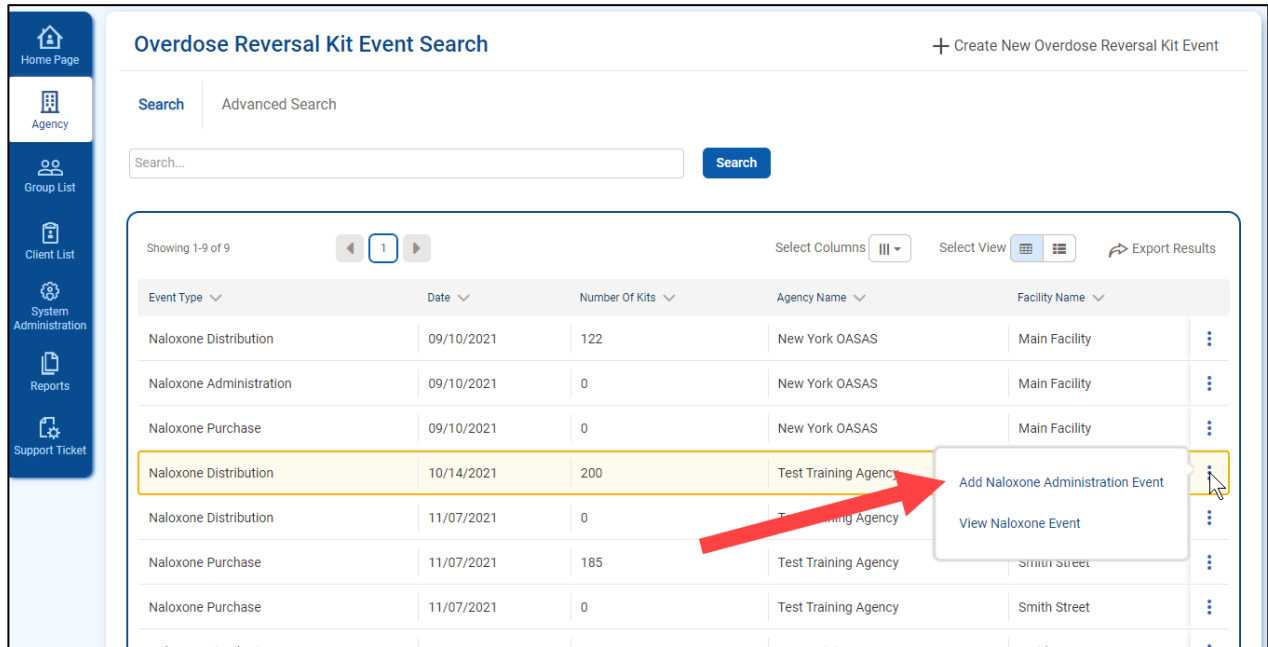 Home Page
Agency
Group List
Client List
System
Administration
Reports
Support Ticket
Overdose Reversal Kit Event Search
Create New Overdose Reversal Kit Event
Search Advanced Search
Search...
Search
Showing 1-9 of 9 1 Select Columns Select View Export Results
Event Type Date Number Of Kits Agency Name Facility Name
Naloxone Distribution 09/10/2021 122 New York OASAS Main Facility
Naloxone Administration 09/10/2021 0 New York OASAS Main Facility
Naloxone Purchase 09/10/2021 0 New York OASAS Main Facility
Naloxone Distribution 10/14/2021 200 Test Training Agency
Add Naloxone Administration Event
View Naloxone Event
Naloxone Distribution 11/07/2021 0 Agency
Naloxone Purchase 11/07/2021 185 Test Training Agency Smith Street
Naloxone Purchase 11/07/2021 0 Test Training Agency Smith Street